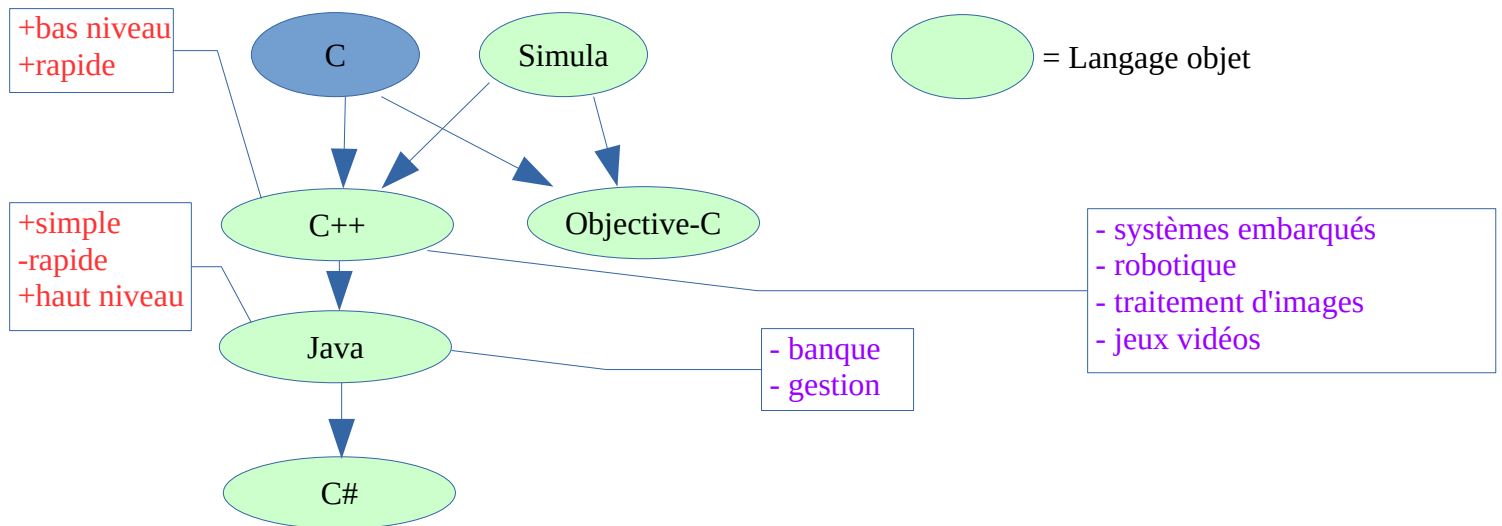 +bas niveau
+rapide
C
Simula
= Langage objet
C++
Objective-C
+simple
-rapide
+haut niveau
- systèmes embarqués
- robotique
- traitement d'images
- jeux vidéos
Java
- banque
- gestion
C#